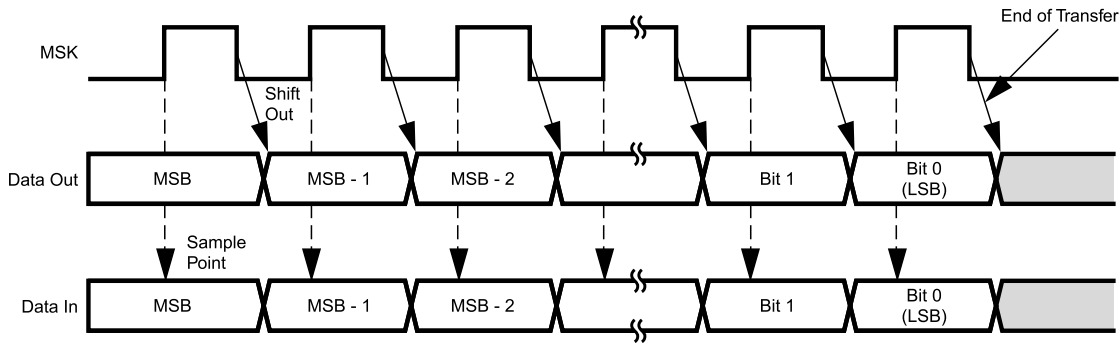 End of Transfer
MSK
Shift
Out
Data Out
MSB
MSB - 1
MSB - 2
Bit 1
Bit 0
(LSB)
Sample
Point
Data In
MSB
MSB - 1
MSB - 2
Bit 1
Bit 0
(LSB)